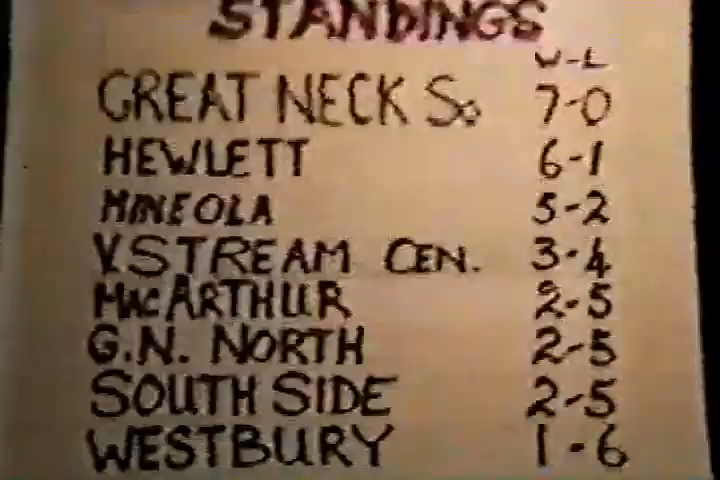 STANDINGS
W-L
GREAT NECK So 7-0
HEWLETT 6-1
MINEOLA 5-2
V.STREAM CEN. 3-4
MacARTHUR 2-5
G.N. NORTH 2-5
SOUTH SIDE 2-5
WESTBURY 1-6